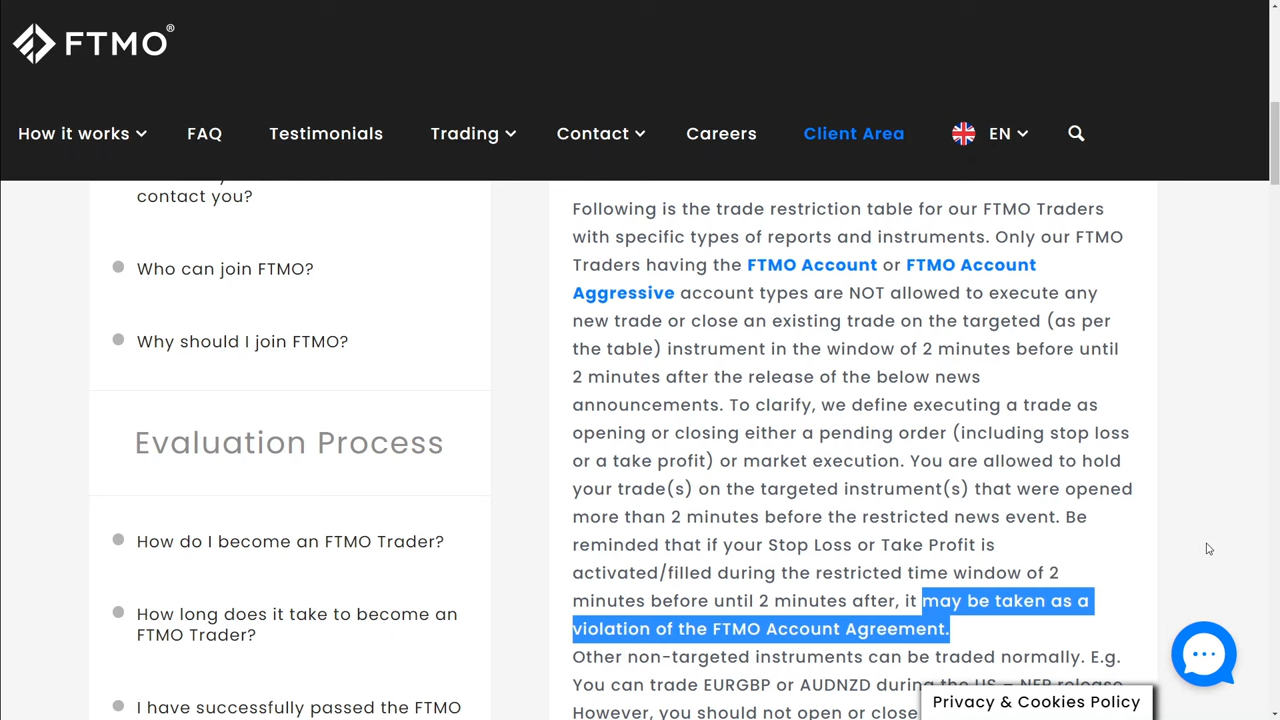 FTMO®
How it works
FAQ
Testimonials
Trading
Contact
Careers
Client Area
EN
contact you?
Who can join FTMO?
Why should I join FTMO?
Evaluation Process
How do I become an FTMO Trader?
How long does it take to become an
FTMO Trader?
I have successfully passed the FTMO
Following is the trade restriction table for our FTMO Traders
with specific types of reports and instruments. Only our FTMO
Traders having the FTMO Account or FTMO Account
Aggressive account types are NOT allowed to execute any
new trade or close an existing trade on the targeted (as per
the table) instrument in the window of 2 minutes before until
2 minutes after the release of the below news
announcements. To clarify, we define executing a trade as
opening or closing either a pending order (including stop loss
or a take profit) or market execution. You are allowed to hold
your trade(s) on the targeted instrument(s) that were opened
more than 2 minutes before the restricted news event. Be
reminded that if your Stop Loss or Take Profit is
activated/filled during the restricted time window of 2
minutes before until 2 minutes after, it may be taken as a
violation of the FTMO Account Agreement.
Other non-targeted instruments can be traded normally. E.g.
You can trade EURGBP or AUDNZD during the US – NFP release
However, you should not open or close
Privacy & Cookies Policy